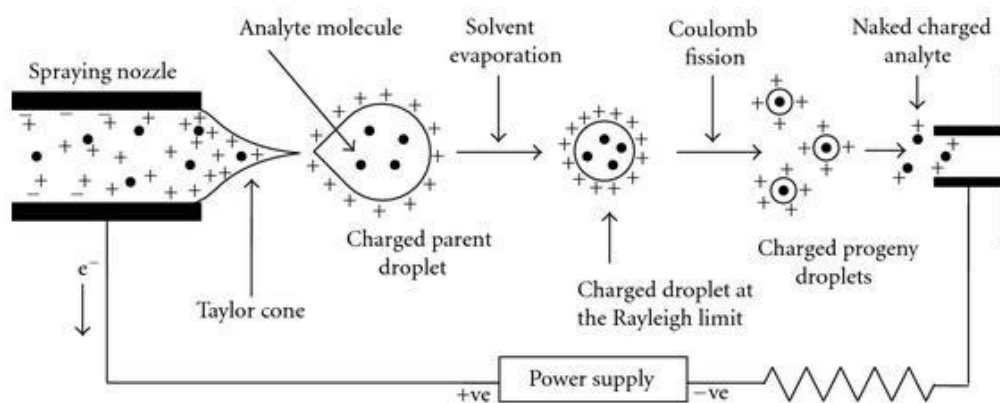 Analyte molecule
Solvent
evaporation
Coulomb
fission
Naked charged
analyte
Spraying nozzle
Charged parent
droplet
Charged progeny
droplets
e⁻
Taylor cone
Charged droplet at
the Rayleigh limit
+ve
Power supply
−ve